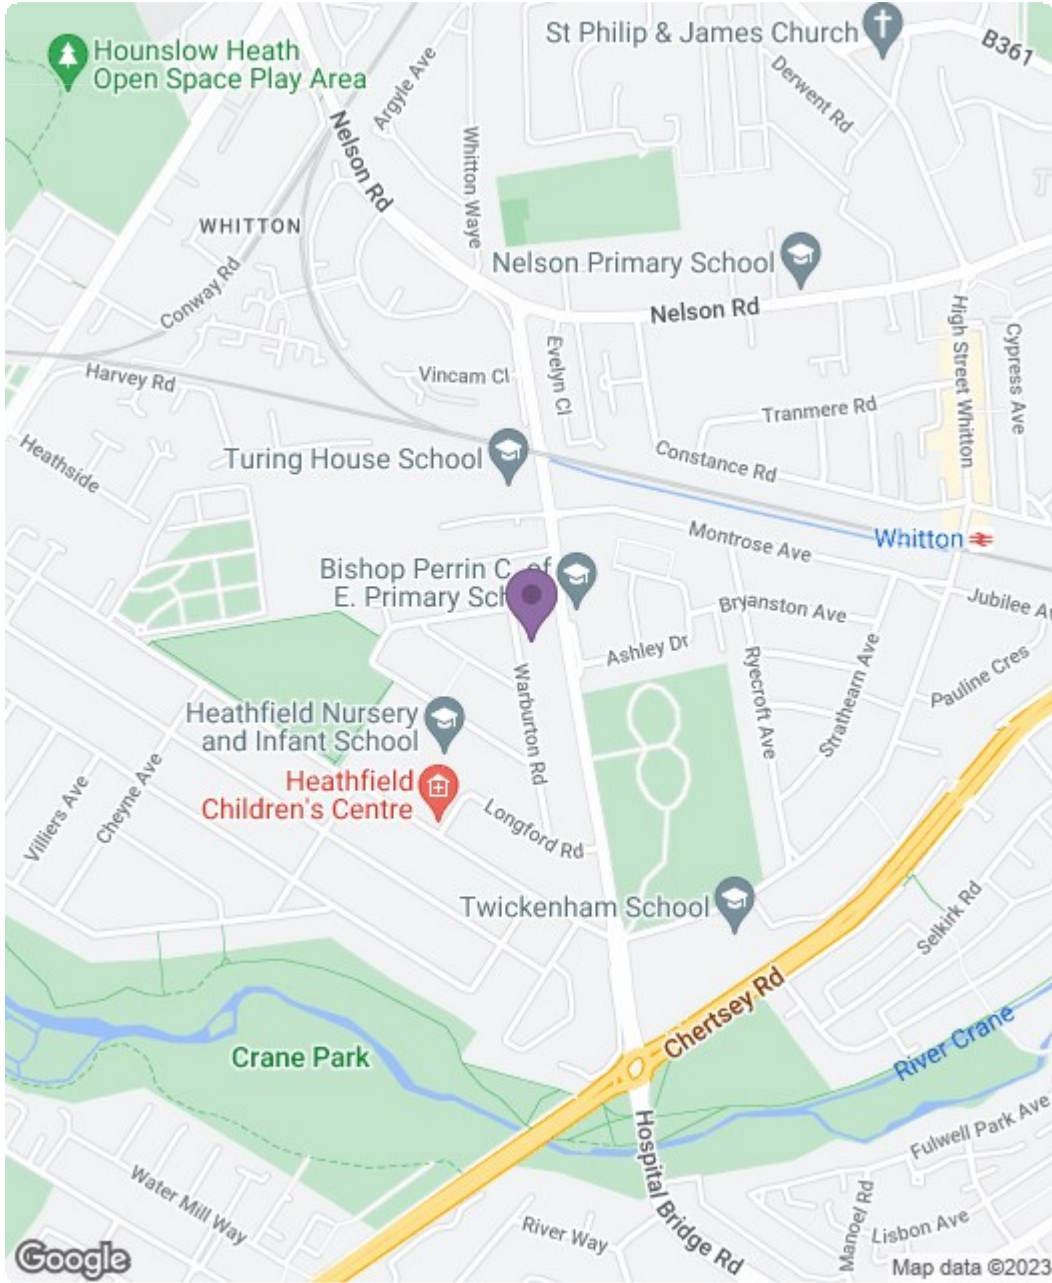 St Philip & James Church
B361
Hounslow Heath
Open Space Play Area
Argyle Ave
Derwent Rd
Nelson Rd
Whitton Waye
WHITTON
Nelson Primary School
Conway Rd
Nelson Rd
High Street Whitton
Cypress Ave
Evelyn Cl
Vincam Cl
Harvey Rd
Tranmere Rd
Heathside
Turing House School
Constance Rd
Montrose Ave
Whitton
Bishop Perrin C. of
E. Primary Sch
Bryanston Ave
Jubilee Av
Ashley Dr
Warburton Rd
Ryecroft Ave
Strathearn Ave
Pauline Cres
Heathfield Nursery
and Infant School
Heathfield
Children's Centre
Villiers Ave
Cheyne Ave
Longford Rd
Twickenham School
Selkirk Rd
Chertsey Rd
River Crane
Crane Park
Hospital Bridge Rd
Fulwell Park Ave
Water Mill Way
River Way
Manoel Rd
Lisbon Ave
Google
Map data ©2023